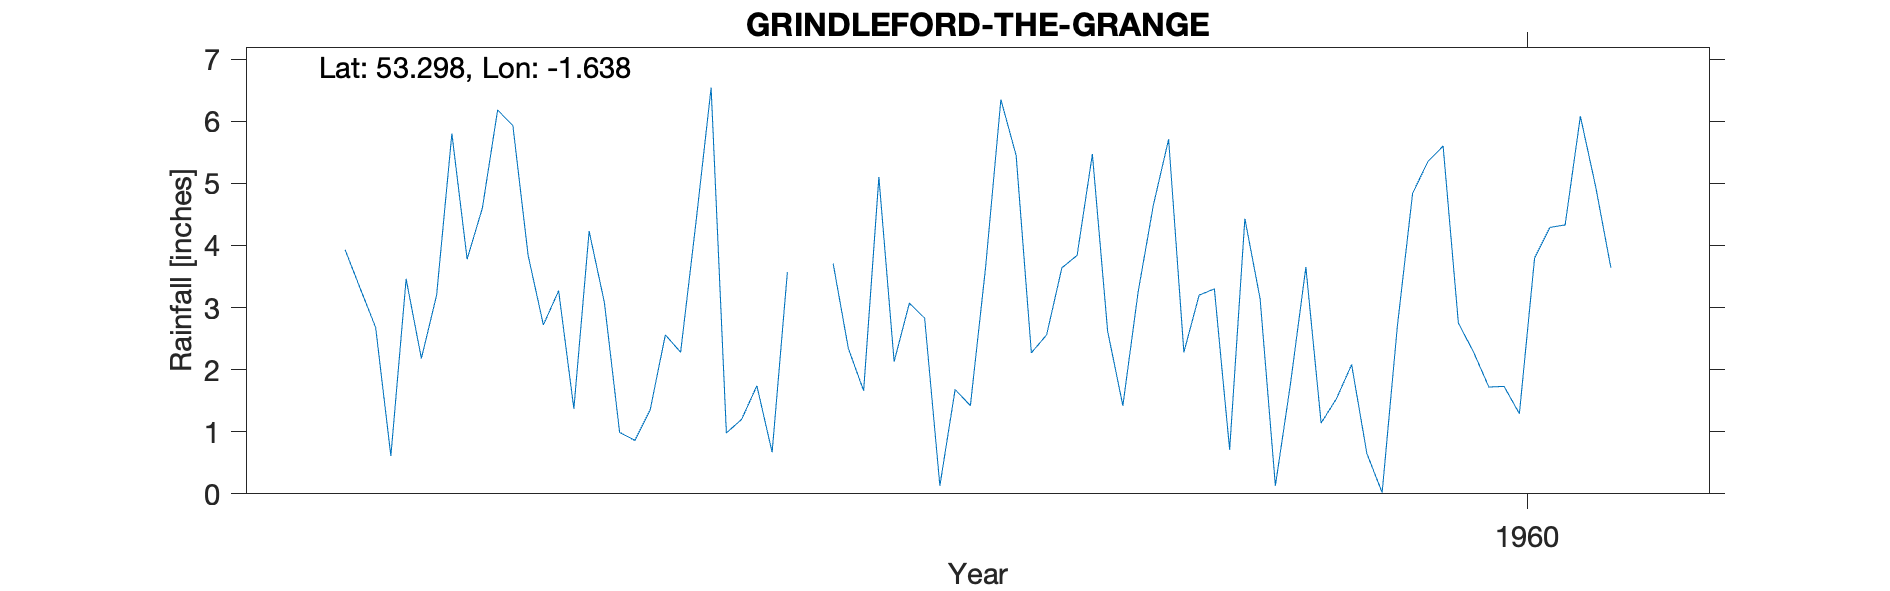 GRINDLEFORD-THE-GRANGE
Lat: 53.298, Lon: -1.638
7
6
5
4
3
2
1
0
Rainfall [inches]
1960
Year